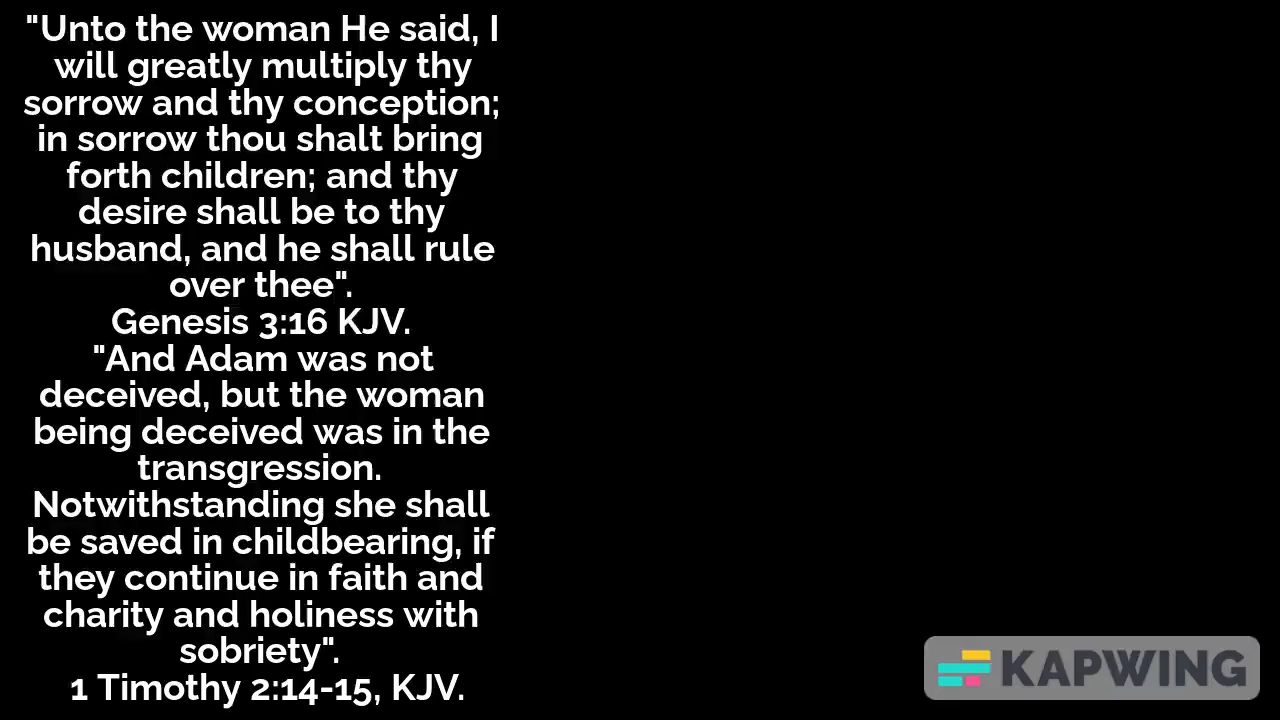 "Unto the woman He said, I
will greatly multiply thy
sorrow and thy conception;
in sorrow thou shalt bring
forth children; and thy
desire shall be to thy
husband, and he shall rule
over thee".
Genesis 3:16 KJV.
"And Adam was not
deceived, but the woman
being deceived was in the
transgression.
Notwithstanding she shall
be saved in childbearing, if
they continue in faith and
charity and holiness with
sobriety".
1 Timothy 2:14-15, KJV.
KAPWING